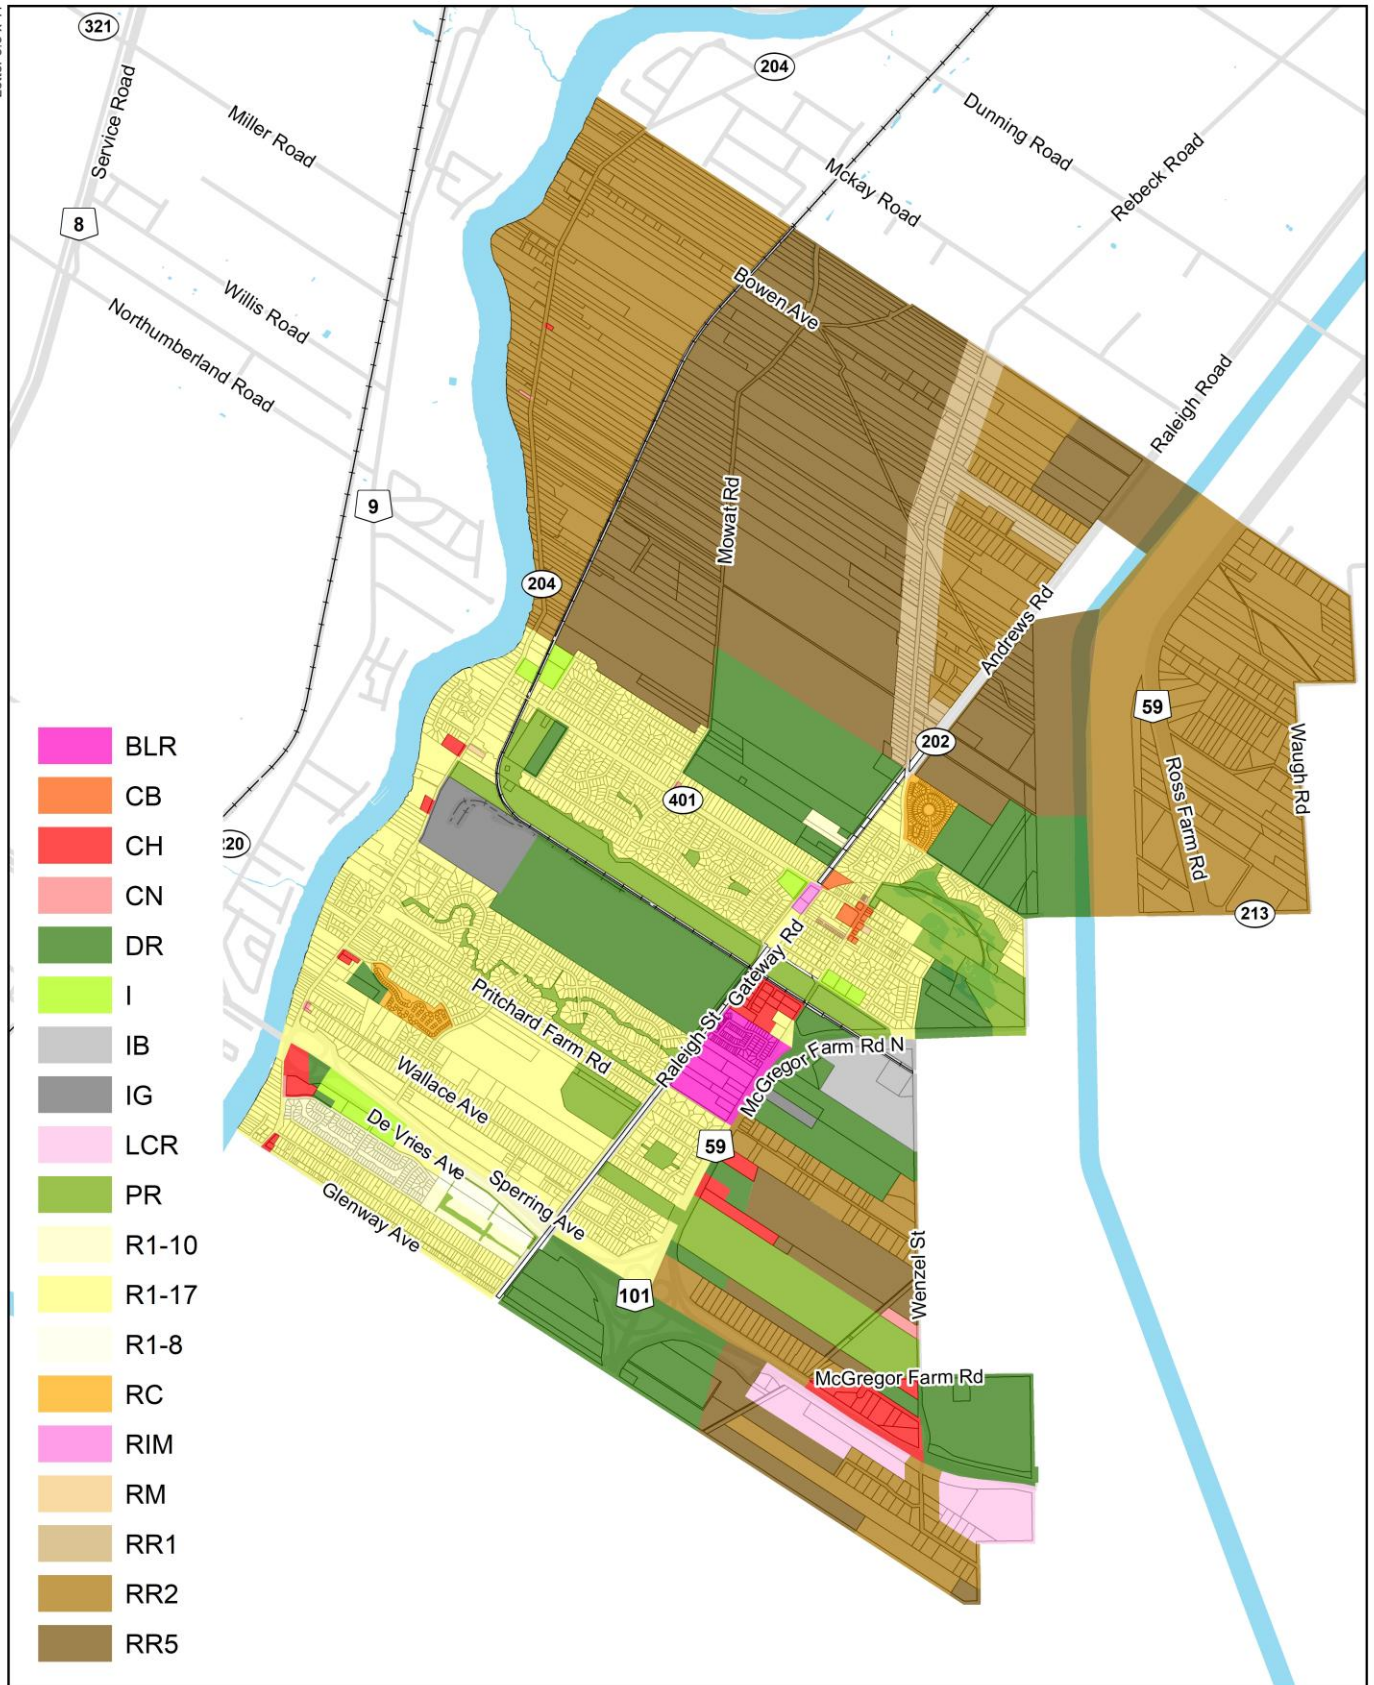 321
204
Service Road
Miller Road
Dunning Road
Mckay Road
Rebeck Road
8
Willis Road
Northumberland Road
Bowen Ave
Raleigh Road
9
Mowat Rd
204
Andrews Rd
59
202
Waugh Rd
Ross Farm Rd
401
220
213
Gateway Rd
Raleigh St
Pritchard Farm Rd
McGregor Farm Rd N
Wallace Ave
De Vries Ave
59
Sperring Ave
Glenway Ave
101
Wenzel St
McGregor Farm Rd
BLR
CB
CH
CN
DR
I
IB
IG
LCR
PR
R1-10
R1-17
R1-8
RC
RIM
RM
RR1
RR2
RR5